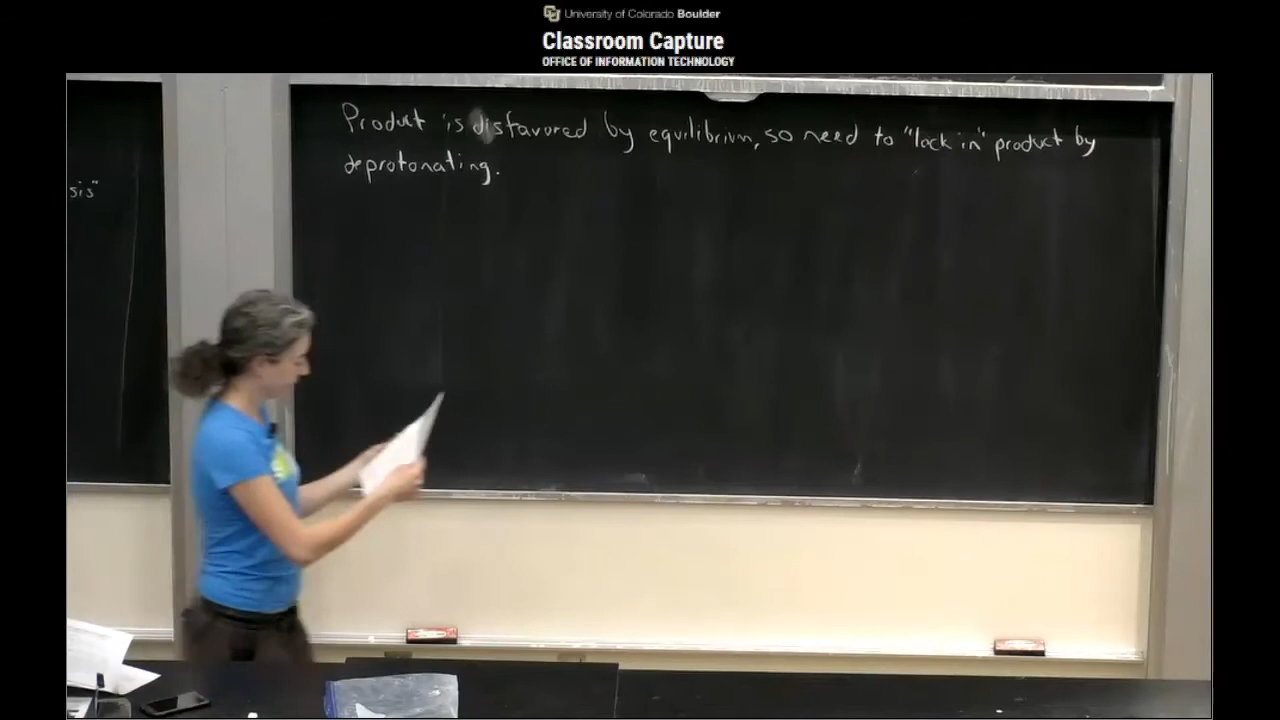 University of Colorado Boulder
Classroom Capture
OFFICE OF INFORMATION TECHNOLOGY
Product is disfavored by equilibrium, so need to "lock in" product by
deprotonating.
sis"